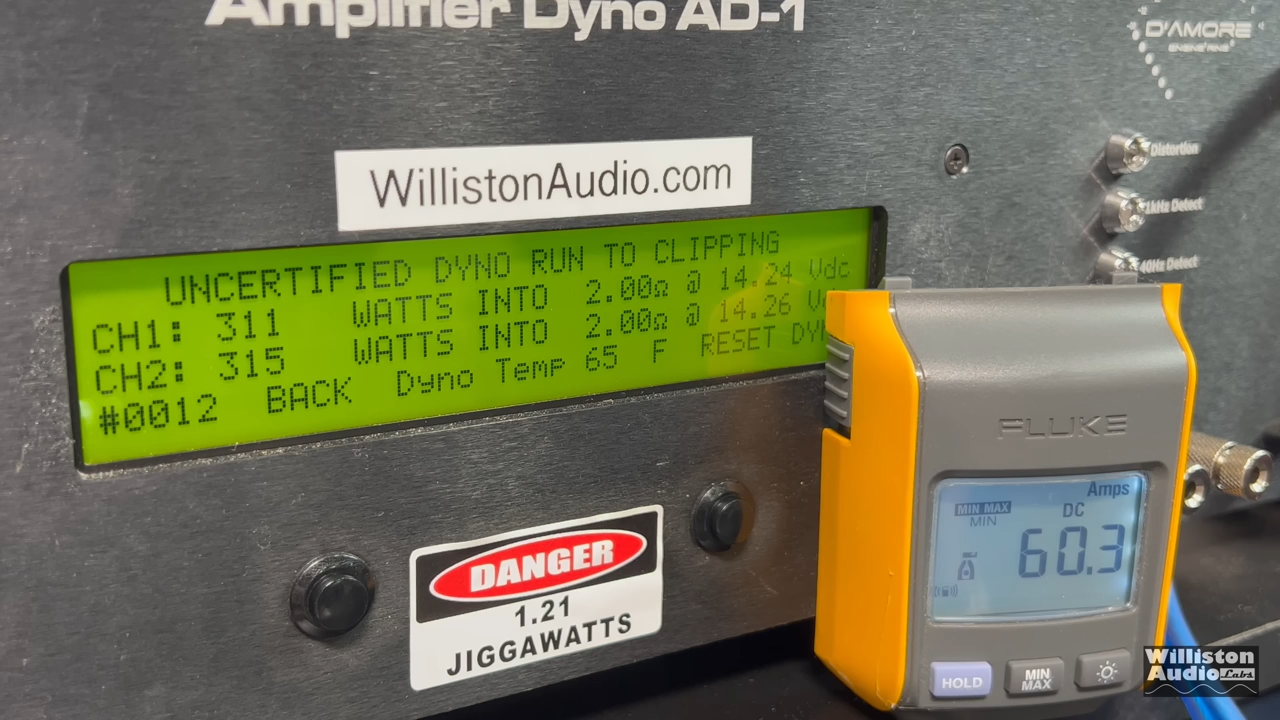 Amplifier Dyno AD-1
D'AMORE
ENGINEERING
WillistonAudio.com
Distortion
1kHz Detect
40Hz Detect
UNCERTIFIED DYNO RUN TO CLIPPING
CH1: 311 WATTS INTO 2.00Ω @ 14.24 Vdc
CH2: 315 WATTS INTO 2.00Ω @ 14.26
#0012 BACK Dyno Temp 65 F RESET
DANGER
1.21
JIGGAWATTS
FLUKE
Amps
MIN MAX
MIN
DC
60.3
HOLD
MIN
MAX
Williston
Audio Labs